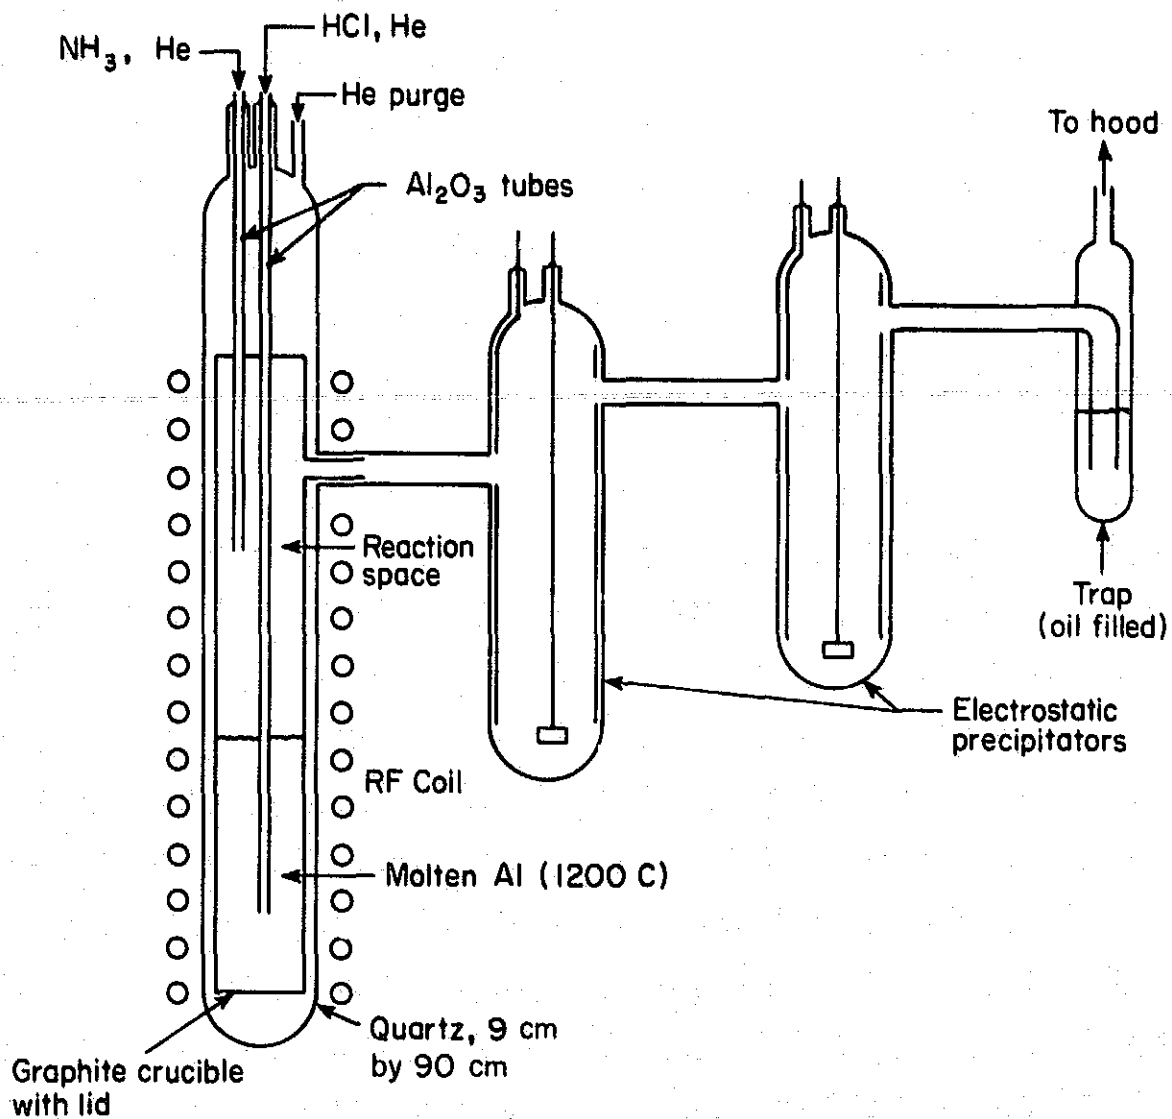 HCl, He
NH3, He
He purge
To hood
Al2O3 tubes
Reaction
space
Trap
(oil filled)
Electrostatic
precipitators
RF Coil
Molten Al (1200 C)
Quartz, 9 cm
by 90 cm
Graphite crucible
with lid